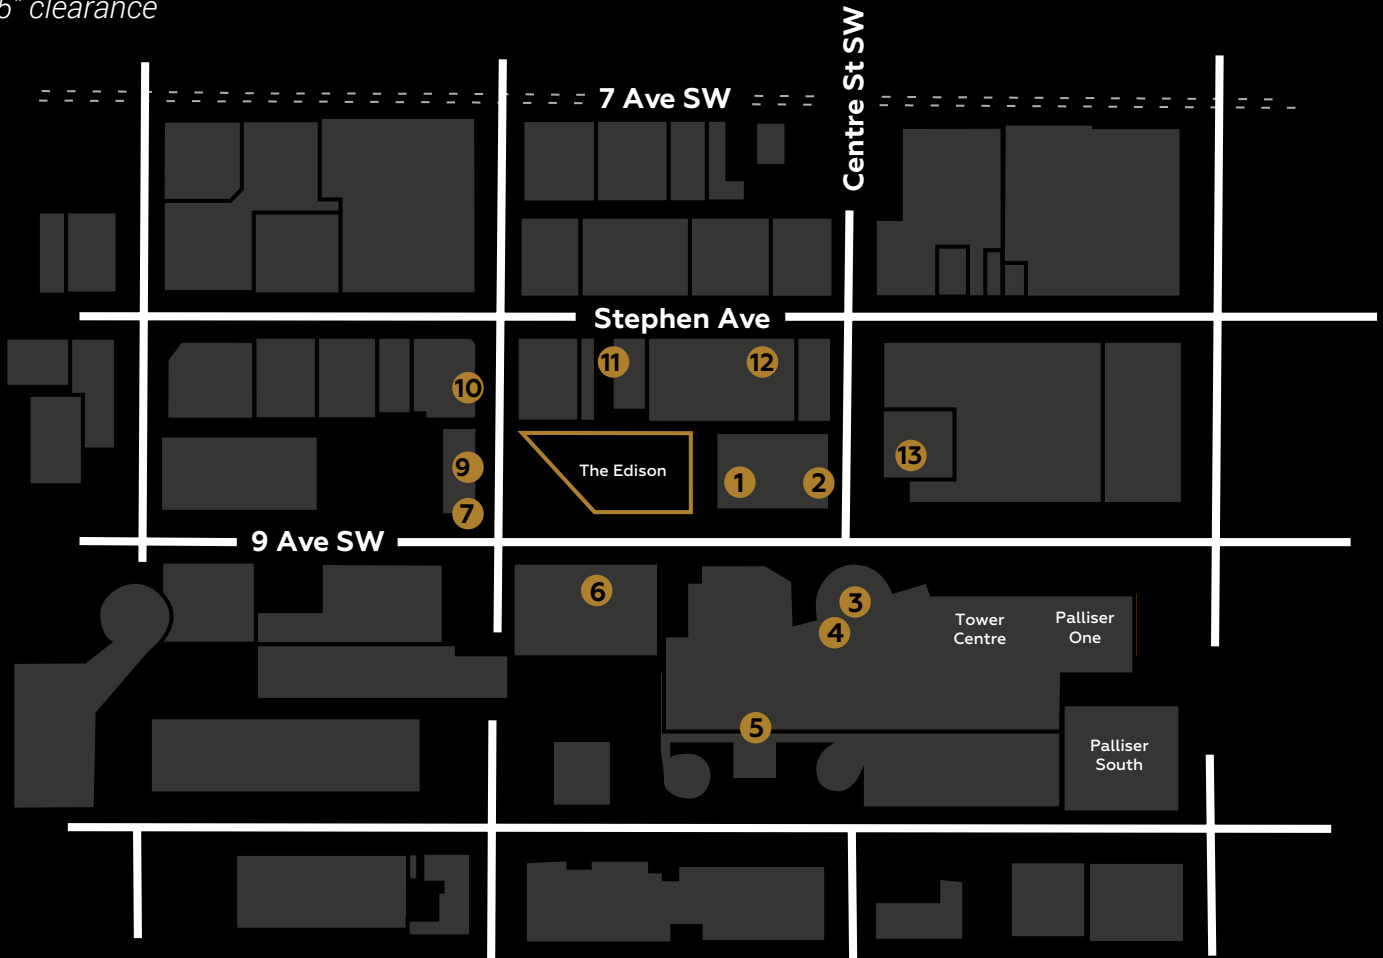 6" clearance
Centre St SW
7 Ave SW
Stephen Ave
11
12
10
13
9
The Edison
1
2
7
9 Ave SW
6
3
4
Tower
Centre
Palliser
One
5
Palliser
South